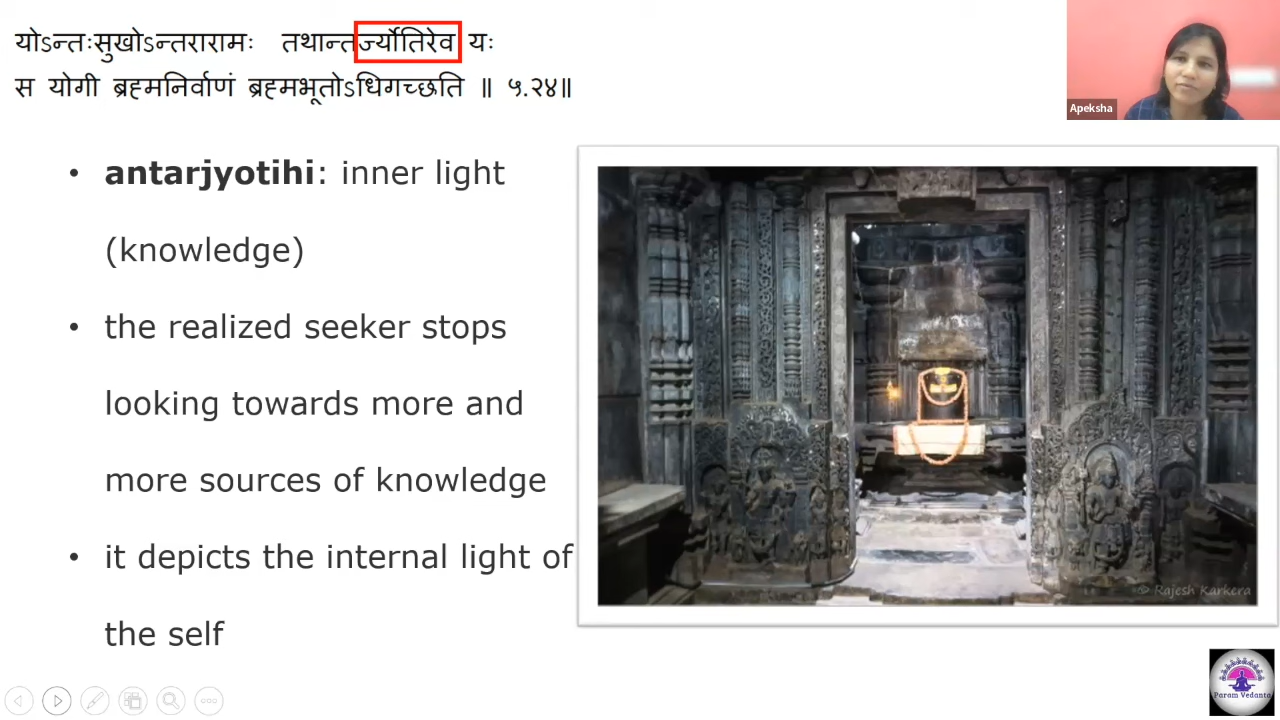 योऽन्तःसुखोऽन्तरारामः तथान्तर्ज्योतिरेव यः
स योगी ब्रह्मनिर्वाणं ब्रह्मभूतोऽधिगच्छति ॥ ५.२४॥
Apeksha
• antarjyotihi: inner light
(knowledge)
• the realized seeker stops
looking towards more and
more sources of knowledge
• it depicts the internal light of
the self
© Rajesh Karkera
Param Vedanta